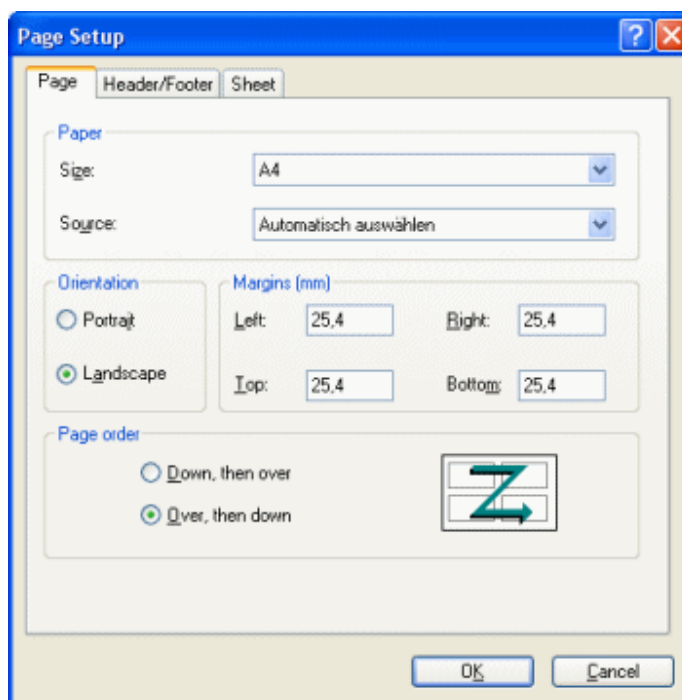 Page Setup
Page Header/Footer Sheet
Paper
Size: A4
Source: Automatisch auswählen
Orientation Margins (mm)
Portrait Left: 25,4 Right: 25,4
Landscape Top: 25,4 Bottom: 25,4
Page order
Down, then over
Over, then down
OK Cancel